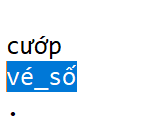 cướp
vé_số
.